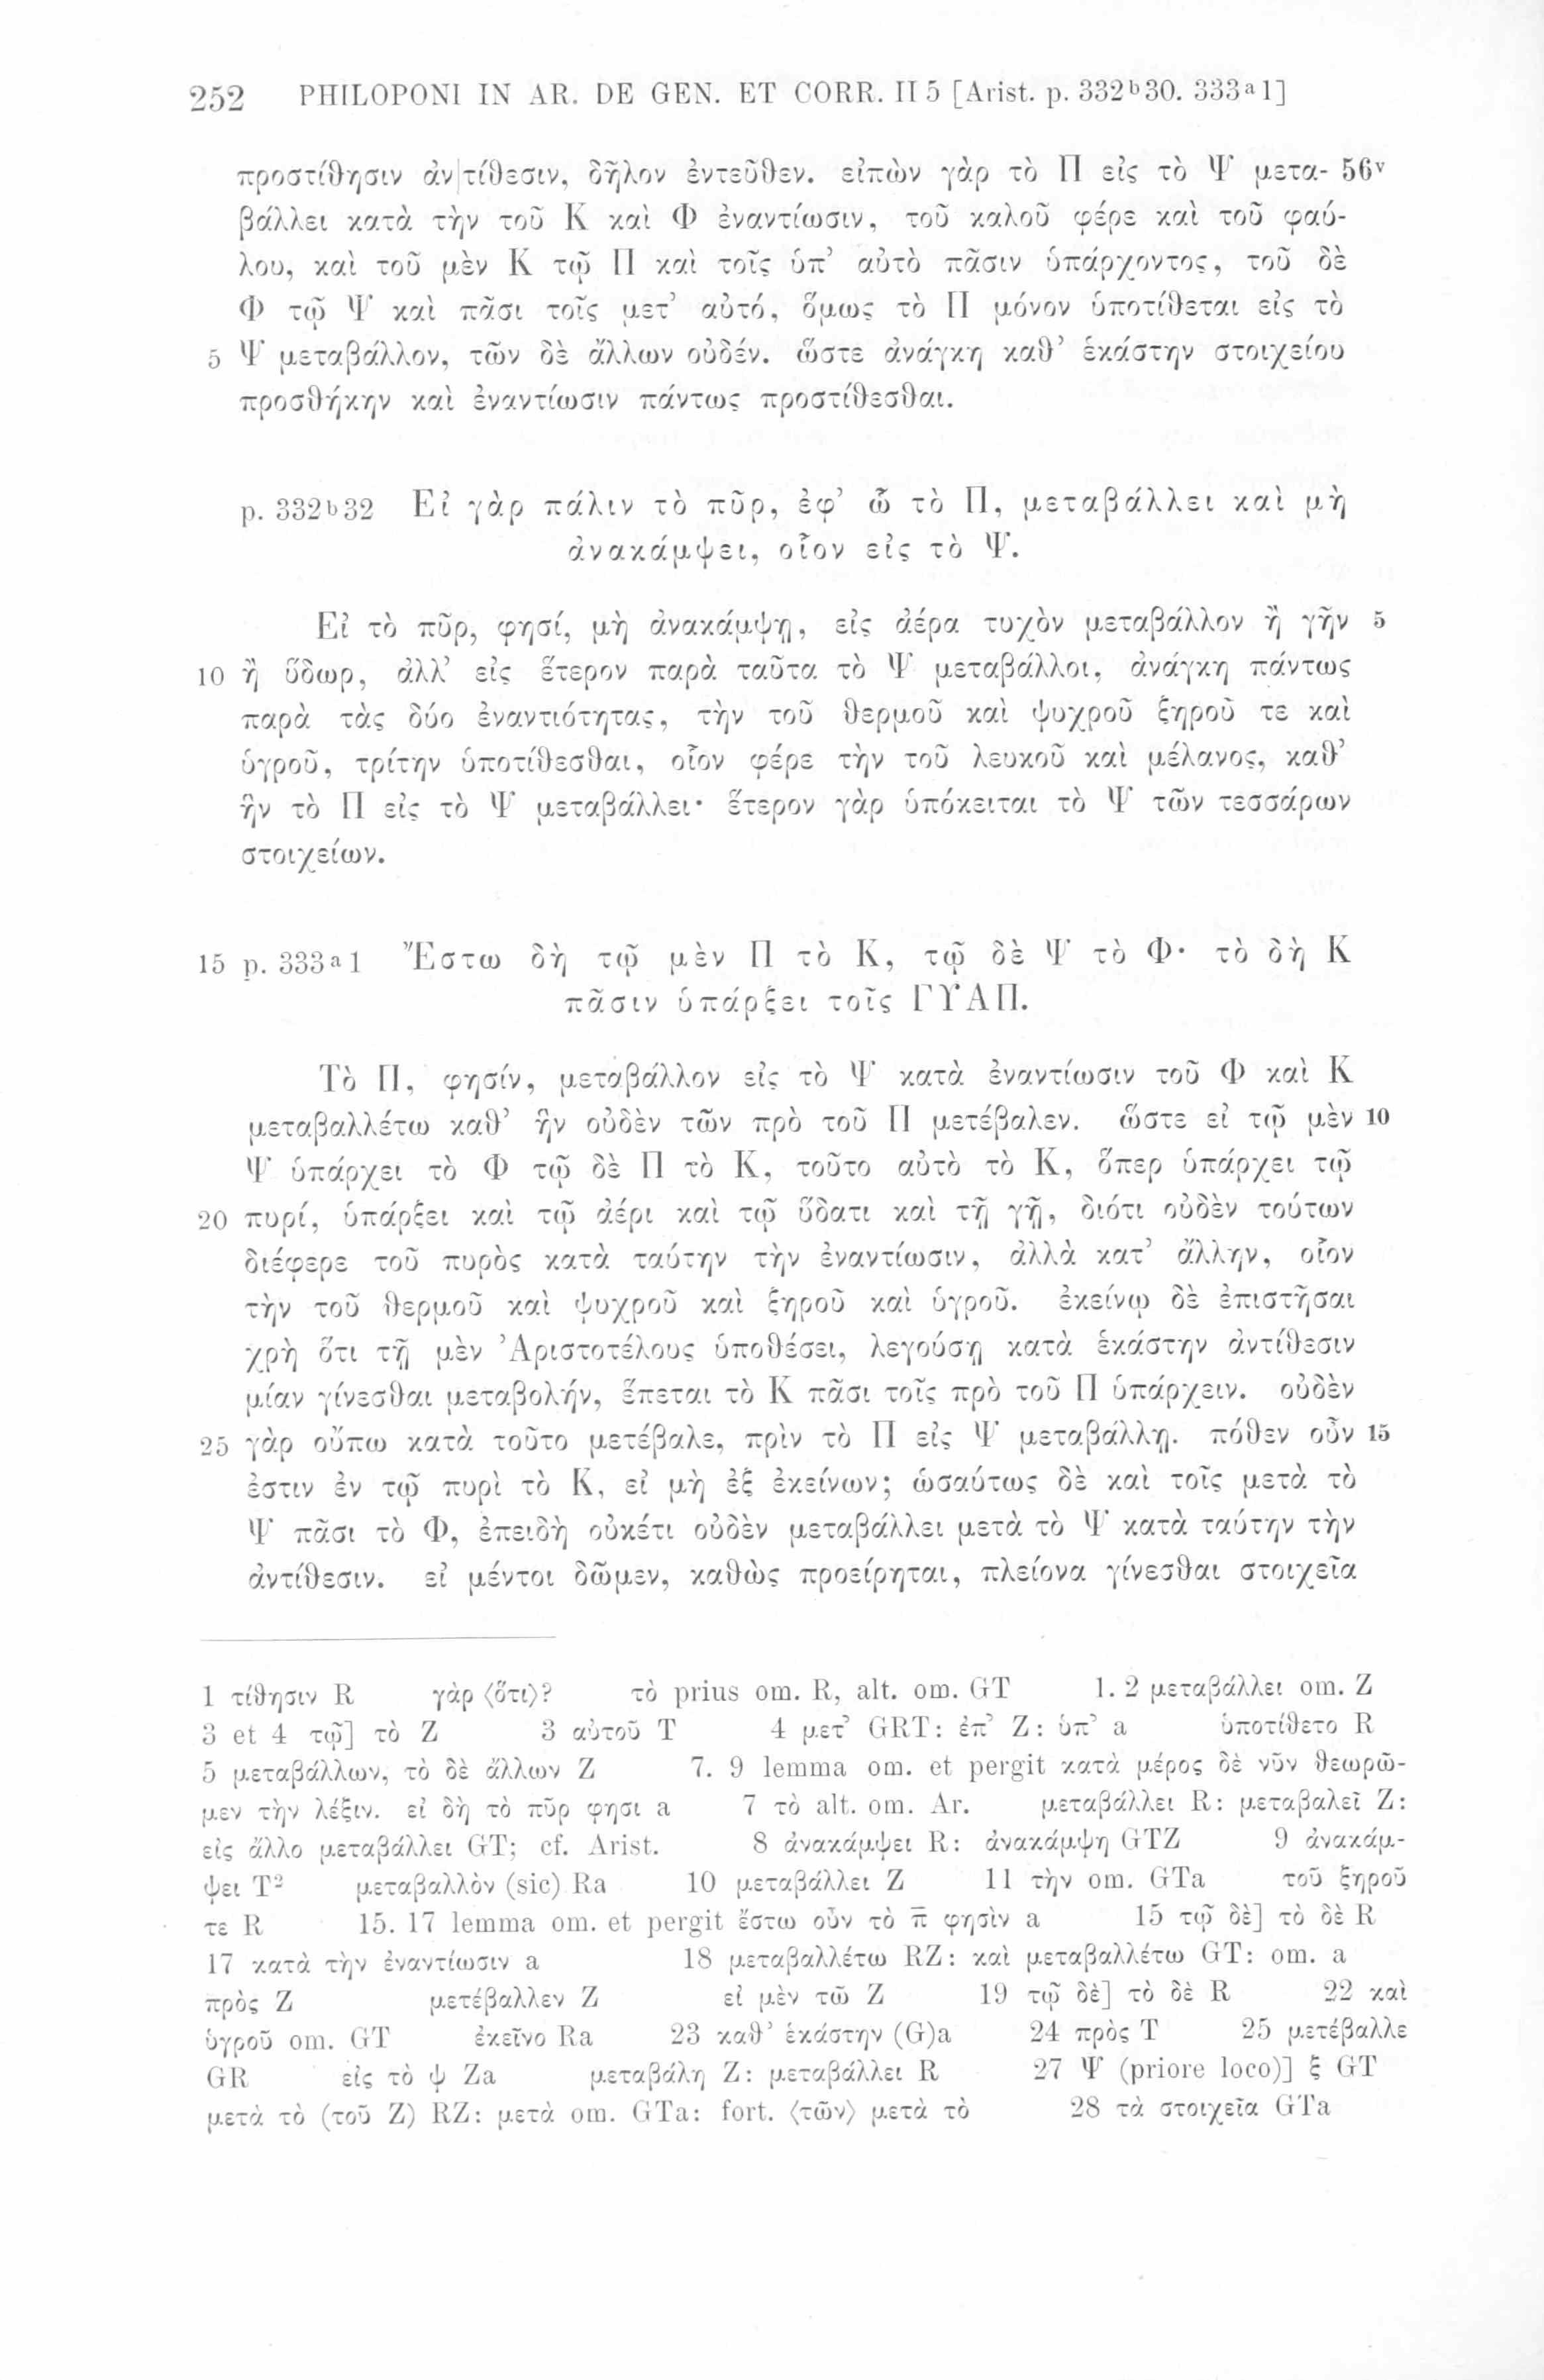 252 PHILOPONI IN AR. DE GEN. ET CORR. II 5 [Arist. p. 332ᵇ30. 333ᵃ1]
προστίθησιν ἀν|τίθεσιν, δῆλον ἐντεῦθεν. εἰπὼν γὰρ τὸ Π εἰς τὸ Ψ μετα- 56ᵛ
βάλλει κατὰ τὴν τοῦ Κ καὶ Φ ἐναντίωσιν, τοῦ καλοῦ φέρε καὶ τοῦ φαύ-
λου, καὶ τοῦ μὲν Κ τῷ Π καὶ τοῖς ὑπ’ αὐτὸ πᾶσιν ὑπάρχοντος, τοῦ δὲ
Φ τῷ Ψ καὶ πᾶσι τοῖς μετ’ αὐτό, ὅμως τὸ Π μόνον ὑποτίθεται εἰς τὸ
5 Ψ μεταβάλλον, τῶν δὲ ἄλλων οὐδέν. ὥστε ἀνάγκη καθ’ ἑκάστην στοιχείου
προσθήκην καὶ ἐναντίωσιν πάντως προστίθεσθαι.
p. 332ᵇ32 Εἰ γὰρ πάλιν τὸ πῦρ, ἐφ’ ᾧ τὸ Π, μεταβάλλει καὶ μὴ
ἀνακάμψει, οἷον εἰς τὸ Ψ.
Εἰ τὸ πῦρ, φησί, μὴ ἀνακάμψῃ, εἰς ἀέρα τυχὸν μεταβάλλον ἢ γῆν 5
10 ἢ ὕδωρ, ἀλλ’ εἰς ἕτερον παρὰ ταῦτα τὸ Ψ μεταβάλλοι, ἀνάγκη πάντως
παρὰ τὰς δύο ἐναντιότητας, τὴν τοῦ θερμοῦ καὶ ψυχροῦ ξηροῦ τε καὶ
ὑγροῦ, τρίτην ὑποτίθεσθαι, οἷον φέρε τὴν τοῦ λευκοῦ καὶ μέλανος, καθ’
ἣν τὸ Π εἰς τὸ Ψ μεταβάλλει· ἕτερον γὰρ ὑπόκειται τὸ Ψ τῶν τεσσάρων
στοιχείων.
15 p. 333ᵃ1 Ἔστω δὴ τῷ μὲν Π τὸ Κ, τῷ δὲ Ψ τὸ Φ· τὸ δὴ Κ
πᾶσιν ὑπάρξει τοῖς ΓΥΑΠ.
Τὸ Π, φησίν, μεταβάλλον εἰς τὸ Ψ κατὰ ἐναντίωσιν τοῦ Φ καὶ Κ
μεταβαλλέτω καθ’ ἣν οὐδὲν τῶν πρὸ τοῦ Π μετέβαλεν. ὥστε εἰ τῷ μὲν 10
Ψ ὑπάρχει τὸ Φ τῷ δὲ Π τὸ Κ, τοῦτο αὐτὸ τὸ Κ, ὅπερ ὑπάρχει τῷ
20 πυρί, ὑπάρξει καὶ τῷ ἀέρι καὶ τῷ ὕδατι καὶ τῇ γῇ, διότι οὐδὲν τούτων
διέφερε τοῦ πυρὸς κατὰ ταύτην τὴν ἐναντίωσιν, ἀλλὰ κατ’ ἄλλην, οἷον
τὴν τοῦ θερμοῦ καὶ ψυχροῦ καὶ ξηροῦ καὶ ὑγροῦ. ἐκείνῳ δὲ ἐπιστῆσαι
χρὴ ὅτι τῇ μὲν Ἀριστοτέλους ὑποθέσει, λεγούσῃ κατὰ ἑκάστην ἀντίθεσιν
μίαν γίνεσθαι μεταβολήν, ἕπεται τὸ Κ πᾶσι τοῖς πρὸ τοῦ Π ὑπάρχειν. οὐδὲν
25 γὰρ οὔπω κατὰ τοῦτο μετέβαλε, πρὶν τὸ Π εἰς Ψ μεταβάλλῃ. πόθεν οὖν 15
ἐστιν ἐν τῷ πυρὶ τὸ Κ, εἰ μὴ ἐξ ἐκείνων; ὡσαύτως δὲ καὶ τοῖς μετὰ τὸ
Ψ πᾶσι τὸ Φ, ἐπειδὴ οὐκέτι οὐδὲν μεταβάλλει μετὰ τὸ Ψ κατὰ ταύτην τὴν
ἀντίθεσιν. εἰ μέντοι δῶμεν, καθὼς προείρηται, πλείονα γίνεσθαι στοιχεῖα
1 τίθησιν R γὰρ ⟨ὅτι⟩? τὸ prius om. R, alt. om. GT 1. 2 μεταβάλλει om. Z
3 et 4 τῷ] τὸ Z 3 αὐτοῦ T 4 μετ’ GRT: ἐπ’ Z: ὑπ’ a ὑποτίθετο R
5 μεταβάλλων, τὸ δὲ ἄλλων Z 7. 9 lemma om. et pergit κατὰ μέρος δὲ νῦν θεωρῶ-
μεν τὴν λέξιν. εἰ δὴ τὸ πῦρ φησι a 7 τὸ alt. om. Ar. μεταβάλλει R: μεταβαλεῖ Z:
εἰς ἄλλο μεταβάλλει GT; cf. Arist. 8 ἀνακάμψει R: ἀνακάμψῃ GTZ 9 ἀνακάμ-
ψει T² μεταβαλλὸν (sic) Ra 10 μεταβάλλει Z 11 τὴν om. GTa τοῦ ξηροῦ
τε R 15. 17 lemma om. et pergit ἔστω οὖν τὸ π̅ φησὶν a 15 τῷ δὲ] τὸ δὲ R
17 κατὰ τὴν ἐναντίωσιν a 18 μεταβαλλέτω RZ: καὶ μεταβαλλέτω GT: om. a
πρὸς Z μετέβαλλεν Z εἰ μὲν τῶ Z 19 τῷ δὲ] τὸ δὲ R 22 καὶ
ὑγροῦ om. GT ἐκεῖνο Ra 23 καθ’ ἑκάστην (G)a 24 πρὸς T 25 μετέβαλλε
GR εἰς τὸ ψ Za μεταβάλη Z: μεταβάλλει R 27 Ψ (priore loco)] ξ GT
μετὰ τὸ (τοῦ Z) RZ: μετὰ om. GTa: fort. ⟨τῶν⟩ μετὰ τὸ 28 τὰ στοιχεῖα GTa